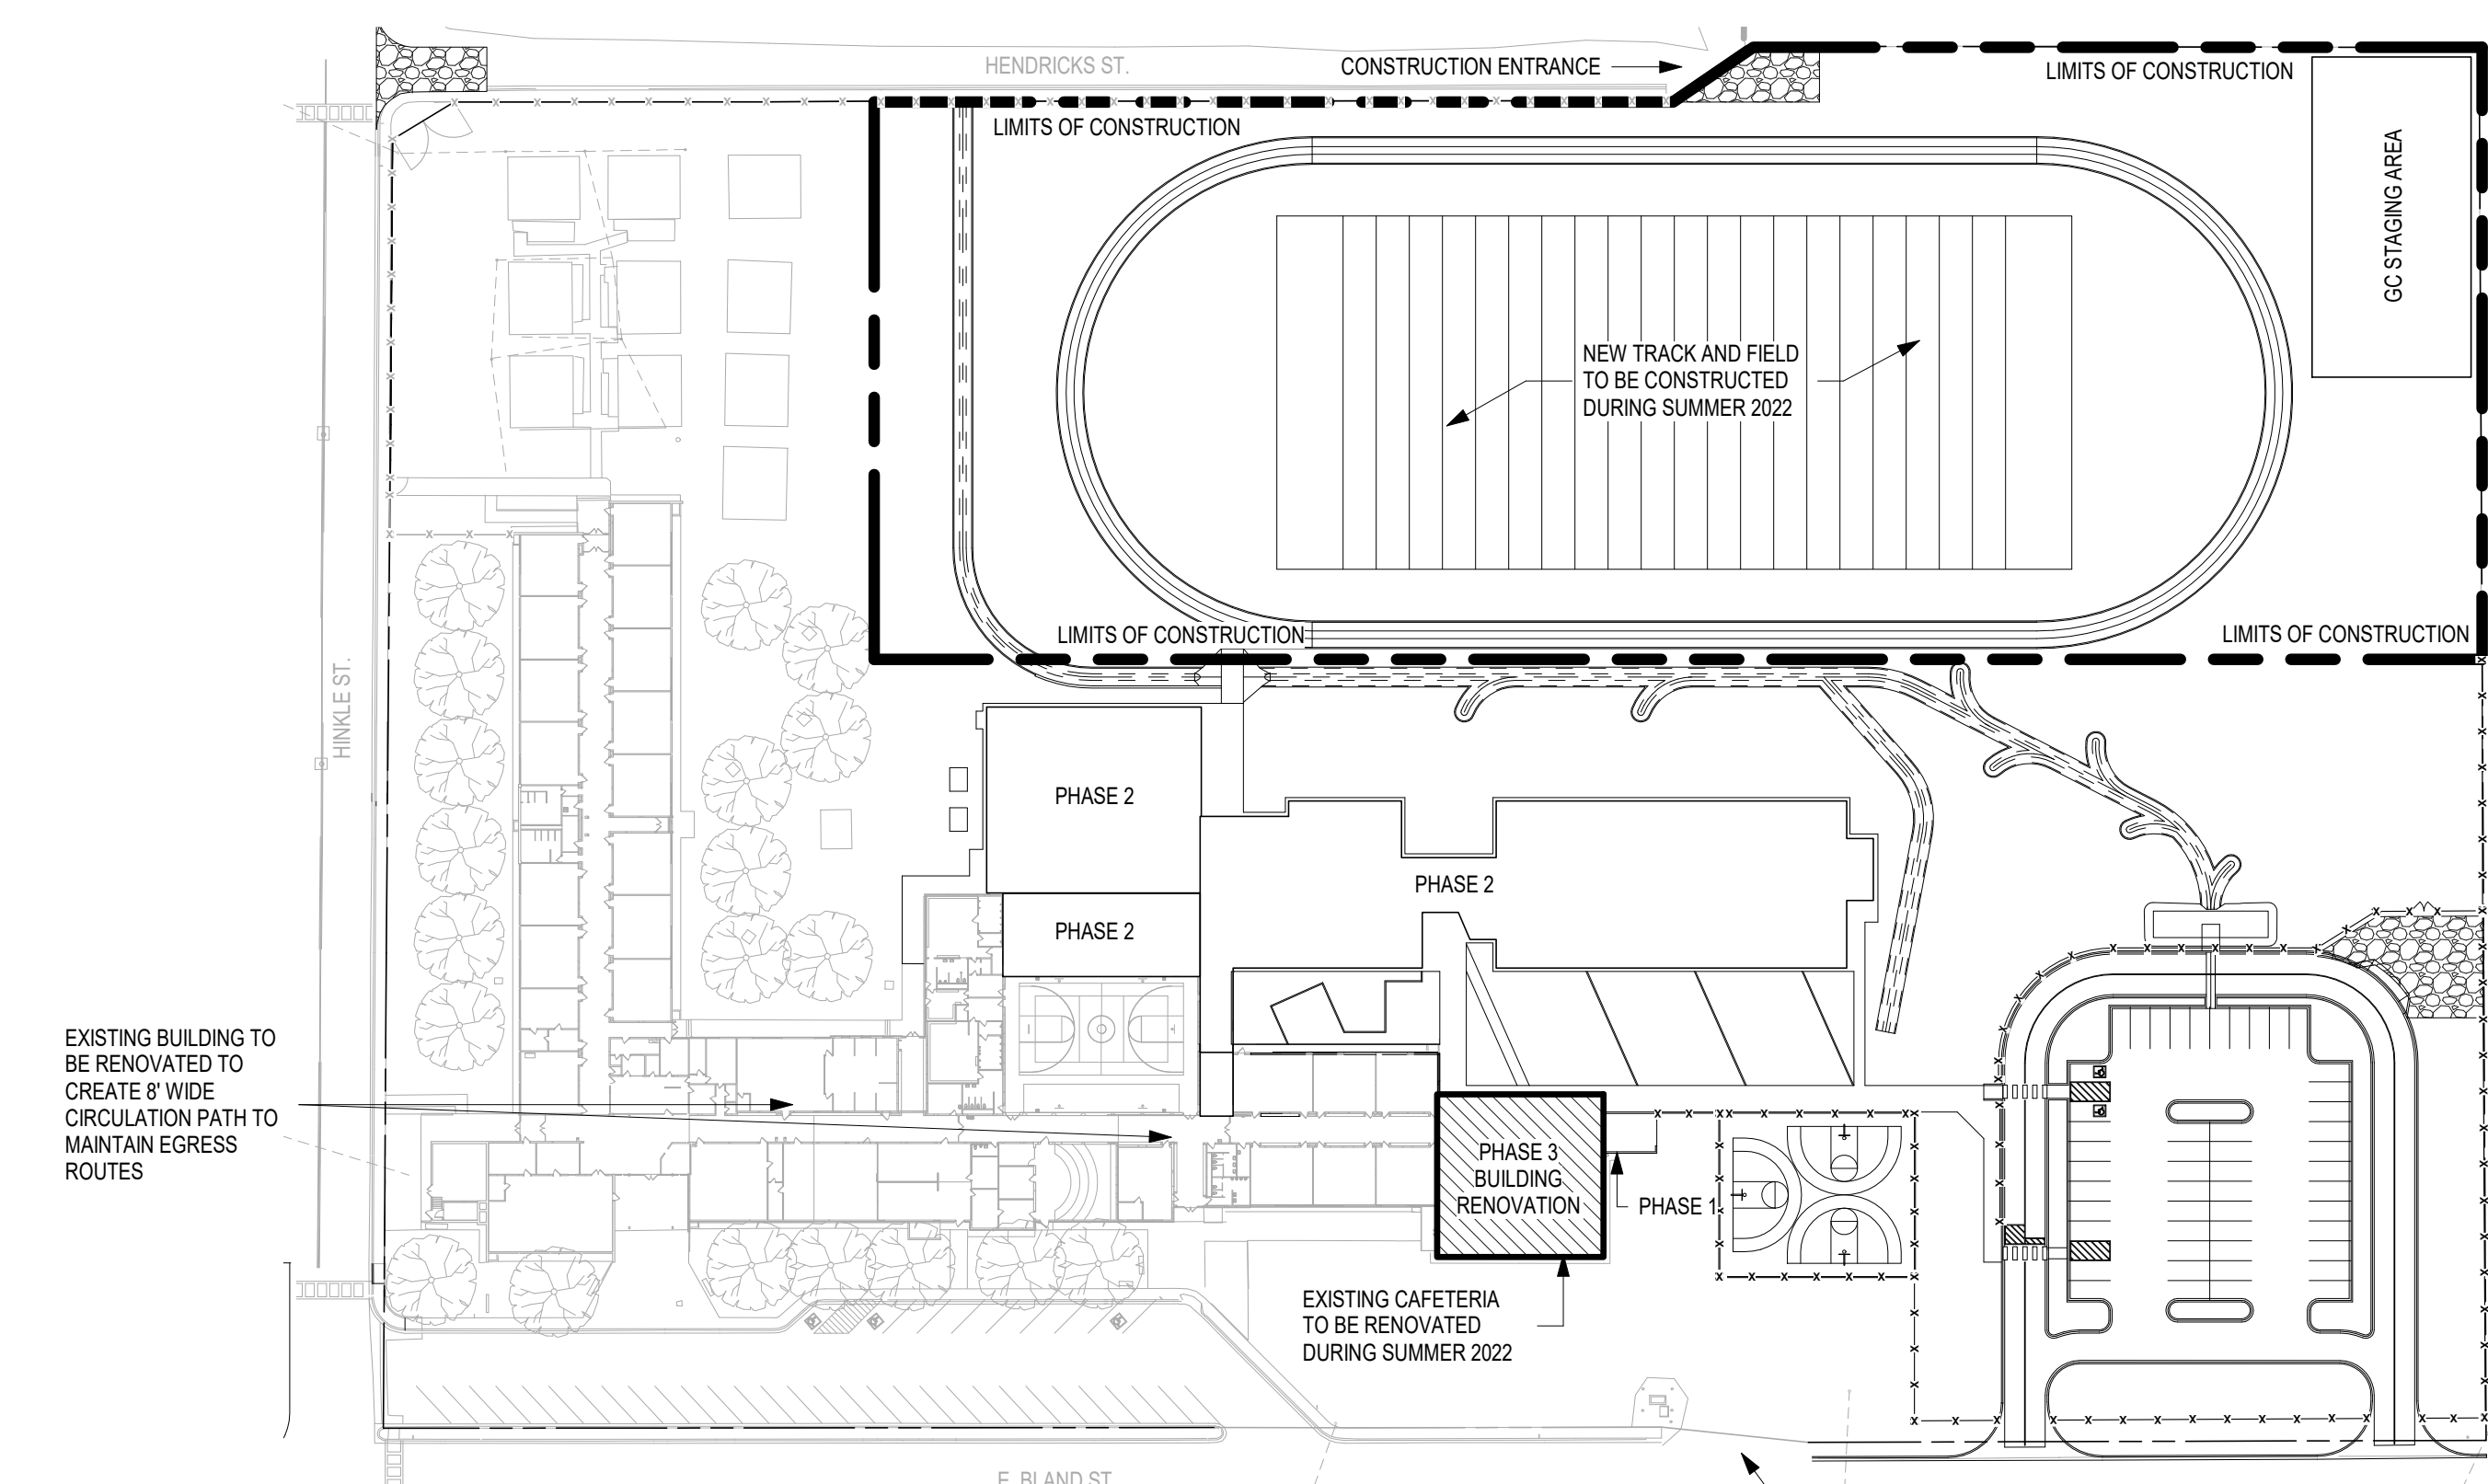 HENDRICKS ST.
CONSTRUCTION ENTRANCE
LIMITS OF CONSTRUCTION
LIMITS OF CONSTRUCTION
GC STAGING AREA
NEW TRACK AND FIELD
TO BE CONSTRUCTED
DURING SUMMER 2022
LIMITS OF CONSTRUCTION
LIMITS OF CONSTRUCTION
HINKLE ST.
PHASE 2
PHASE 2
PHASE 2
EXISTING BUILDING TO
BE RENOVATED TO
CREATE 8' WIDE
CIRCULATION PATH TO
MAINTAIN EGRESS
ROUTES
PHASE 3
BUILDING
RENOVATION
PHASE 1
EXISTING CAFETERIA
TO BE RENOVATED
DURING SUMMER 2022
E. BLAND ST.